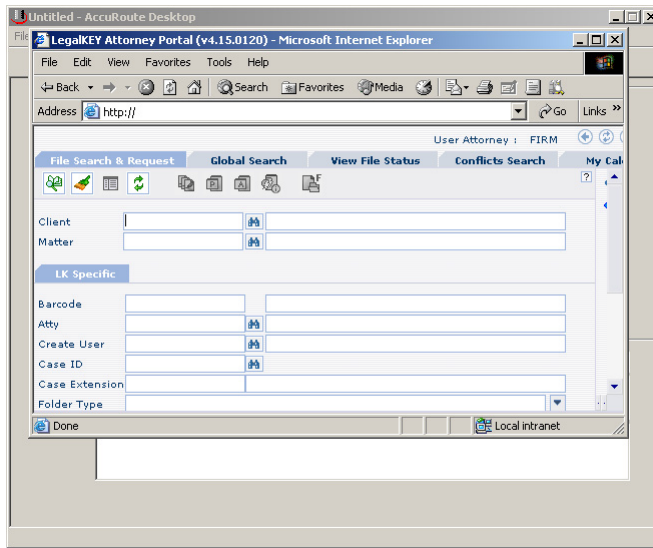 Untitled - AccuRoute Desktop
File
LegalKEY Attorney Portal (v4.15.0120) - Microsoft Internet Explorer
File Edit View Favorites Tools Help
Back Search Favorites Media
Address http:// Go Links »
User Attorney : FIRM
File Search & Request Global Search View File Status Conflicts Search My Cal
?
Client
Matter
LK Specific
Barcode
Atty
Create User
Case ID
Case Extension
Folder Type
Done Local intranet